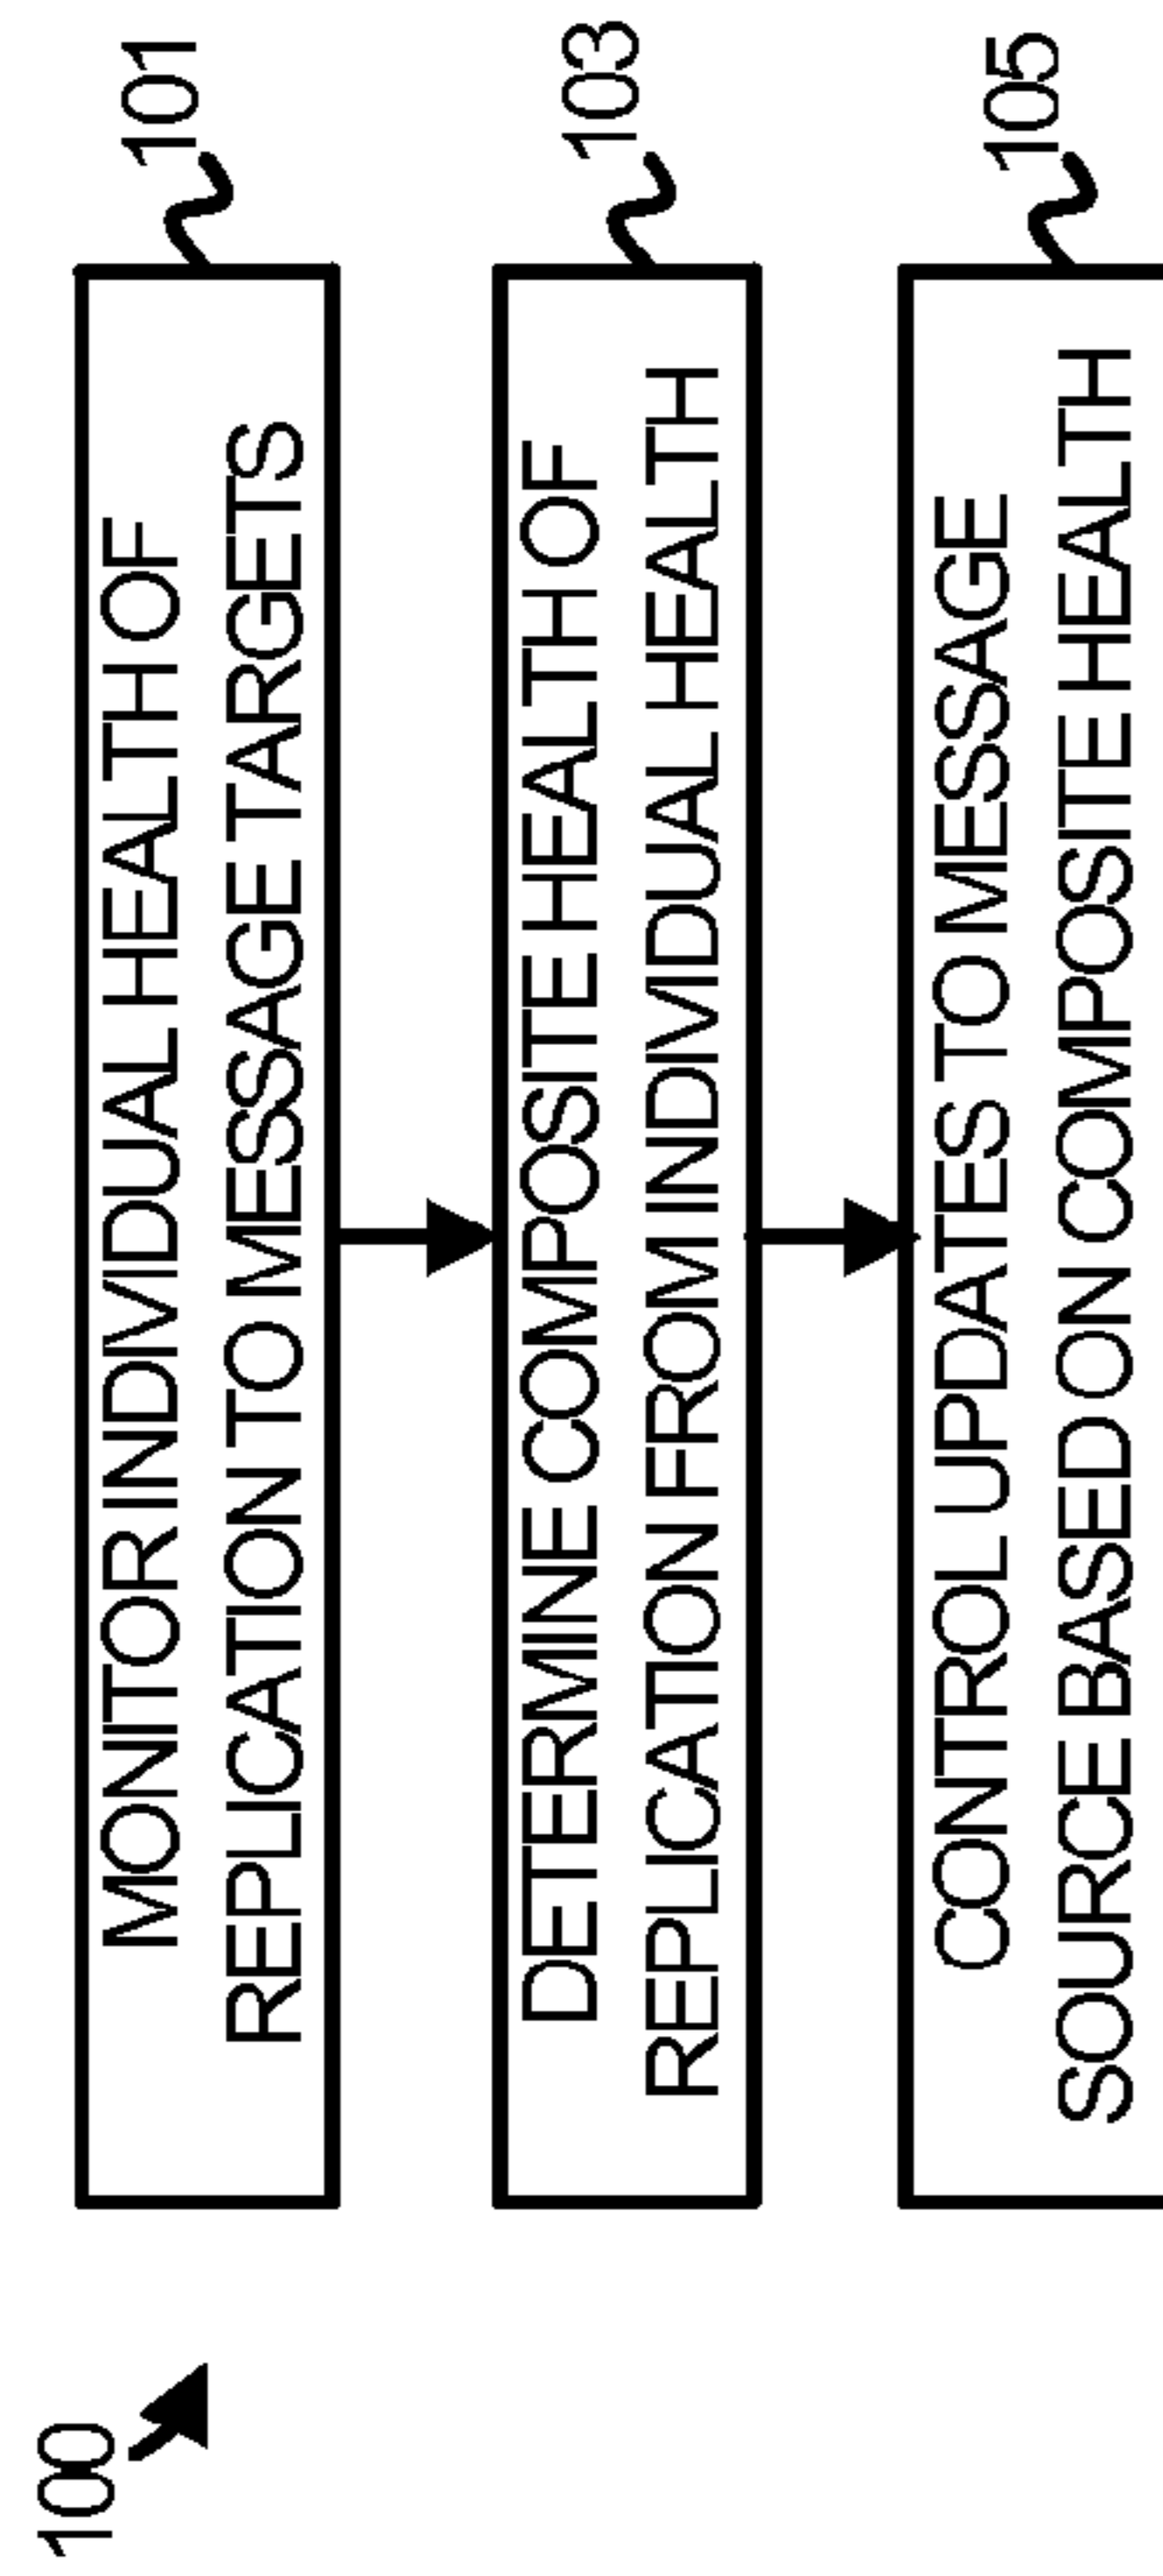 100
MONITOR INDIVIDUAL HEALTH OF
REPLICATION TO MESSAGE TARGETS
101
DETERMINE COMPOSITE HEALTH OF
REPLICATION FROM INDIVIDUAL HEALTH
103
CONTROL UPDATES TO MESSAGE
SOURCE BASED ON COMPOSITE HEALTH
105